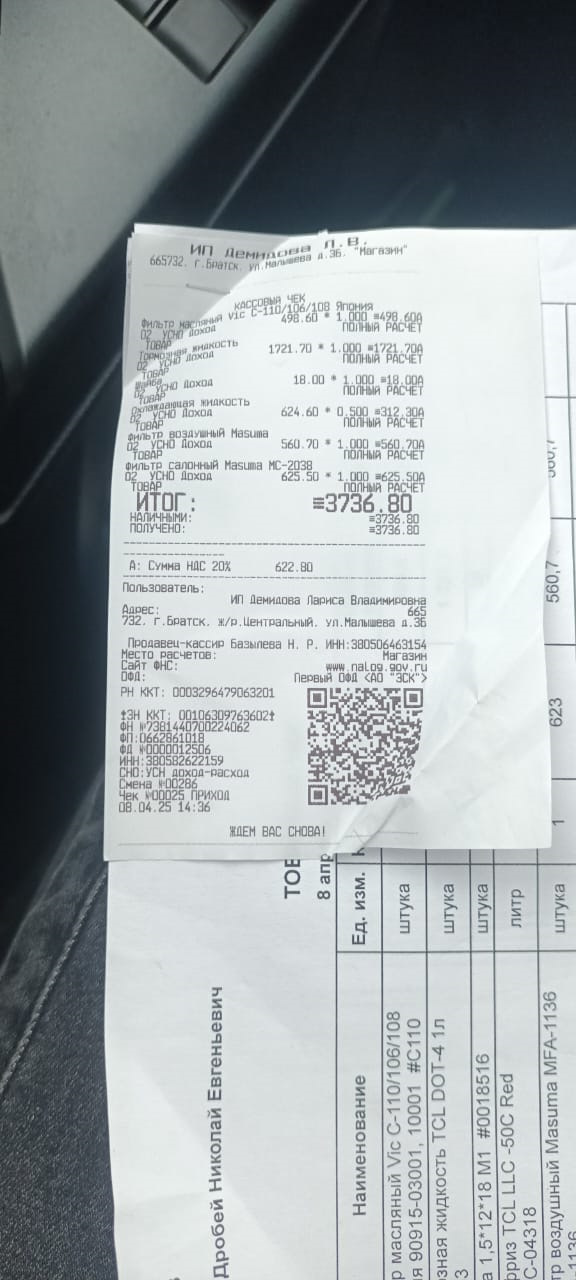 ИП Демидова Л.В.
665732. г.Братск. ул.Малышева д.3Б. "Магазин"
КАССОВЫЙ ЧЕК
Фильтр масляный Vic C-110/106/108 Япония
498.60 * 1.000 =498.60А
02 УСНО Доход ПОЛНЫЙ РАСЧЕТ
ТОВАР
Тормозная жидкость
1721.70 * 1.000 =1721.70А
02 УСНО Доход ПОЛНЫЙ РАСЧЕТ
ТОВАР
Шайба
18.00 * 1.000 =18.00А
02 УСНО Доход ПОЛНЫЙ РАСЧЕТ
ТОВАР
Охлаждающая жидкость
624.60 * 0.500 =312.30А
02 УСНО Доход ПОЛНЫЙ РАСЧЕТ
ТОВАР
Фильтр воздушный Masuma
560.70 * 1.000 =560.70А
02 УСНО Доход ПОЛНЫЙ РАСЧЕТ
ТОВАР
Фильтр салонный Masuma MC-2038
625.50 * 1.000 =625.50А
02 УСНО Доход ПОЛНЫЙ РАСЧЕТ
ТОВАР
ИТОГ: =3736.80
НАЛИЧНЫМИ: =3736.80
ПОЛУЧЕНО: =3736.80
А: Сумма НДС 20% 622.80
Пользователь:
ИП Демидова Лариса Владимировна
Адрес: 665
732. г.Братск. ж/р.Центральный. ул.Малышева д.3Б
Продавец-кассир Базылева Н. Р. ИНН:380506463154
Место расчетов: Магазин
Сайт ФНС: www.nalog.gov.ru
ОФД: Первый ОФД <АО "ЭСК">
РН ККТ: 0003296479063201
ЗН ККТ: 00106309763602
ФН №7381440700224062
ФП:0662861018
ФД №0000012506
ИНН:380582622159
СНО:УСН доход-расход
Смена №00286
Чек №00025 ПРИХОД
08.04.25 14:36
ЖДЕМ ВАС СНОВА!
Дробей Николай Евгеньевич
ТОВ
8 апр
Наименование Ед. изм.
р масляный Vic C-110/106/108 штука
я 90915-03001, 10001 #C110
зная жидкость TCL DOT-4 1л штука
3
1,5*12*18 M1 #0018516 штука
рриз TCL LLC -50C Red литр
C-04318
тр воздушный Masuma MFA-1136 штука 1 623 560,7
1136